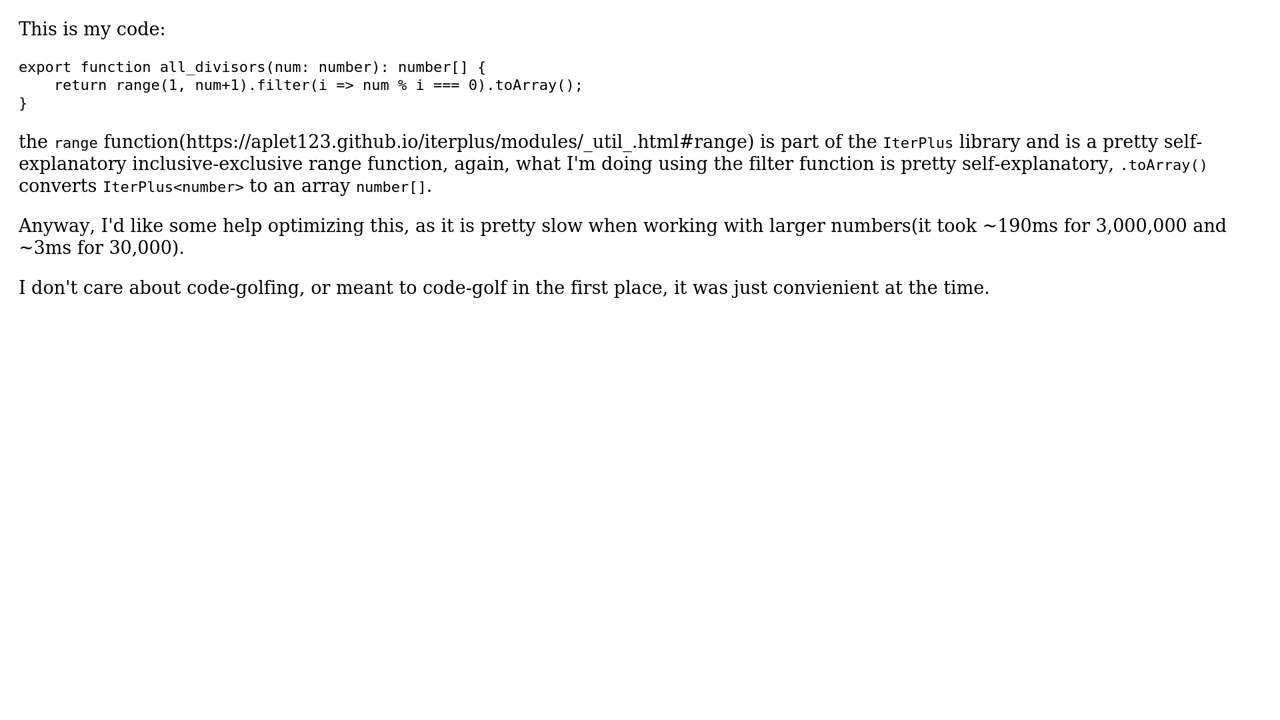 This is my code:
export function all_divisors(num: number): number[] {
    return range(1, num+1).filter(i => num % i === 0).toArray();
}
the range function(https://aplet123.github.io/iterplus/modules/_util_.html#range) is part of the IterPlus library and is a pretty self-
explanatory inclusive-exclusive range function, again, what I'm doing using the filter function is pretty self-explanatory, .toArray()
converts IterPlus<number> to an array number[].
Anyway, I'd like some help optimizing this, as it is pretty slow when working with larger numbers(it took ~190ms for 3,000,000 and
~3ms for 30,000).
I don't care about code-golfing, or meant to code-golf in the first place, it was just convienient at the time.